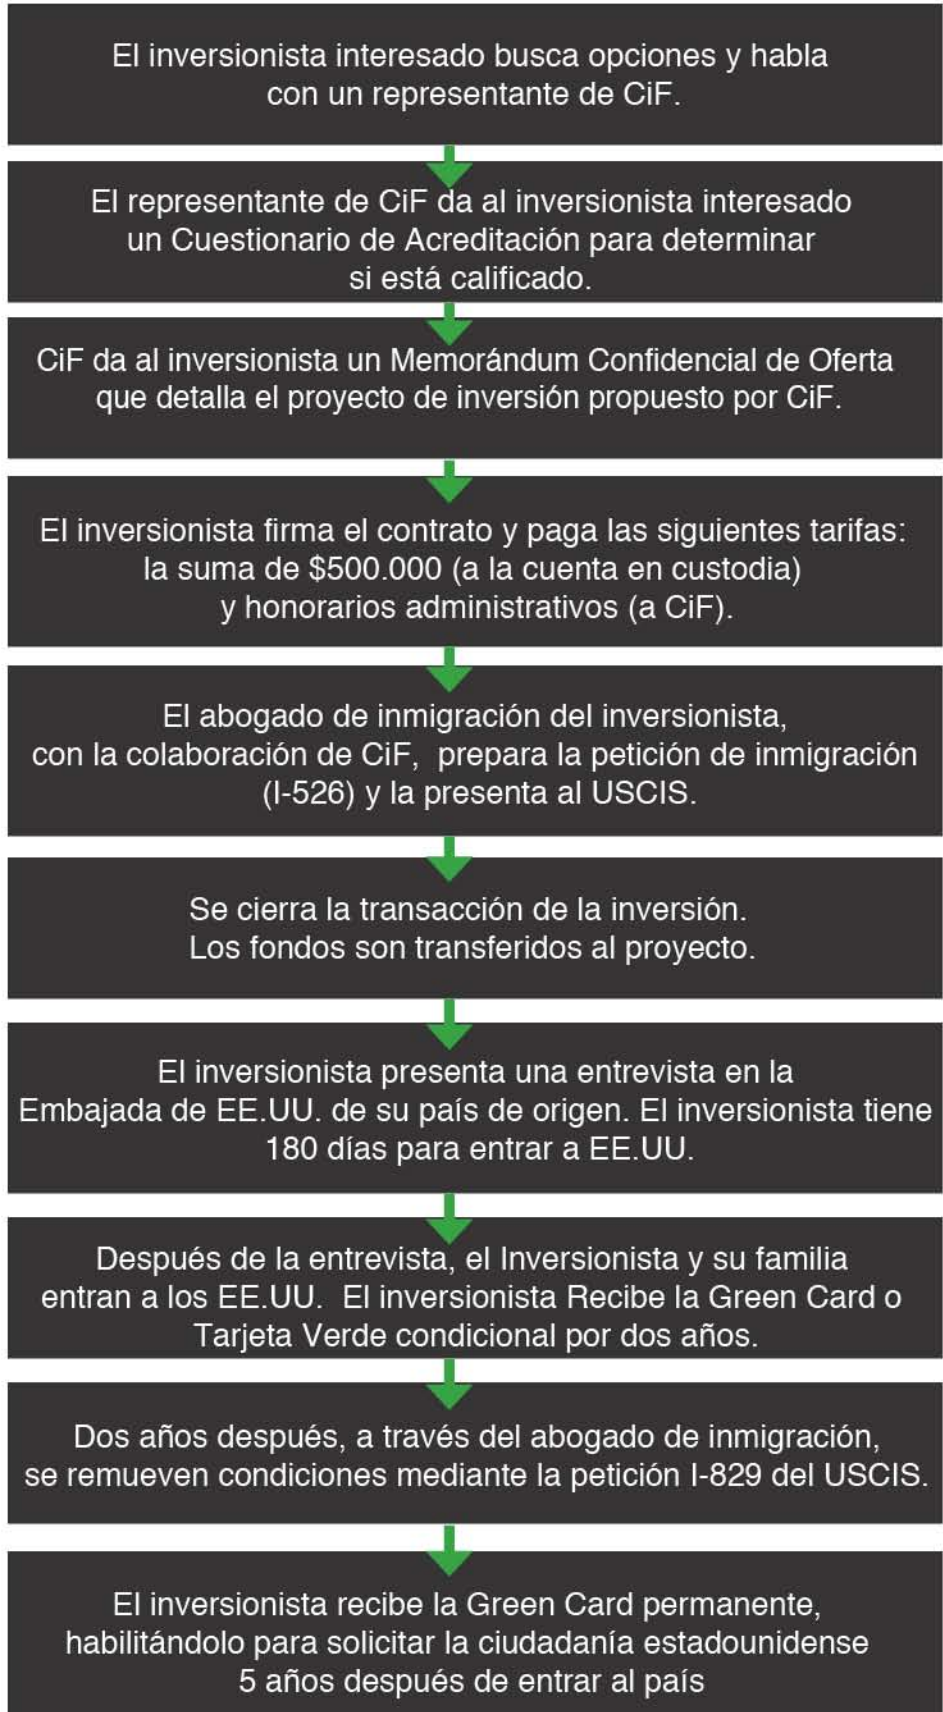 El inversionista interesado busca opciones y habla
con un representante de CiF.
El representante de CiF da al inversionista interesado
un Cuestionario de Acreditación para determinar
si está calificado.
CiF da al inversionista un Memorándum Confidencial de Oferta
que detalla el proyecto de inversión propuesto por CiF.
El inversionista firma el contrato y paga las siguientes tarifas:
la suma de $500.000 (a la cuenta en custodia)
y honorarios administrativos (a CiF).
El abogado de inmigración del inversionista,
con la colaboración de CiF, prepara la petición de inmigración
(I-526) y la presenta al USCIS.
Se cierra la transacción de la inversión.
Los fondos son transferidos al proyecto.
El inversionista presenta una entrevista en la
Embajada de EE.UU. de su país de origen. El inversionista tiene
180 días para entrar a EE.UU.
Después de la entrevista, el Inversionista y su familia
entran a los EE.UU. El inversionista Recibe la Green Card o
Tarjeta Verde condicional por dos años.
Dos años después, a través del abogado de inmigración,
se remueven condiciones mediante la petición I-829 del USCIS.
El inversionista recibe la Green Card permanente,
habilitándolo para solicitar la ciudadanía estadounidense
5 años después de entrar al país